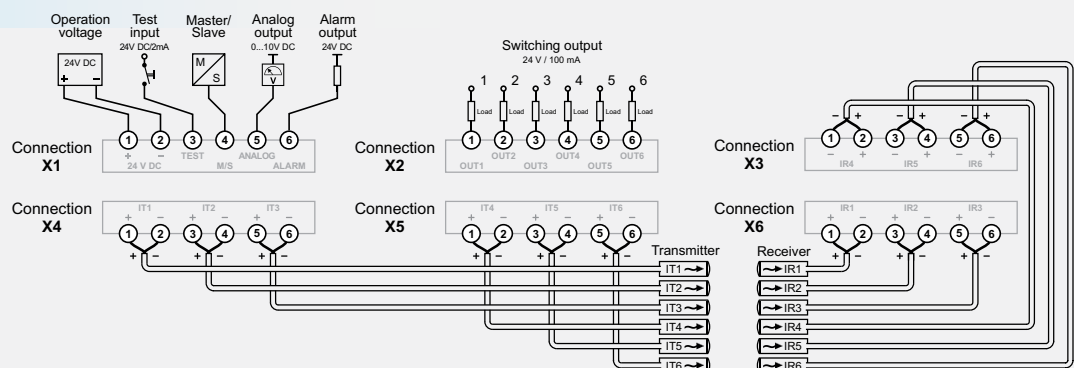 Operation voltage
Test input
24V DC/2mA
Master/ Slave
Analog output
0...10V DC
Alarm output
24V DC
24V DC
+ −
M/S
V
Connection X1
1 2 3 4 5 6
+ − TEST ANALOG
24 V DC M/S ALARM
Switching output
24 V / 100 mA
1 2 3 4 5 6
Load Load Load Load Load Load
Connection X2
1 2 3 4 5 6
OUT2 OUT4 OUT6
OUT1 OUT3 OUT5
− + − + − +
Connection X3
1 2 3 4 5 6
− + − + − +
IR4 IR5 IR6
Connection X4
IT1 IT2 IT3
+ − + − + −
1 2 3 4 5 6
+ − + − + −
Connection X5
IT4 IT5 IT6
+ − + − + −
1 2 3 4 5 6
+ − + − + −
Connection X6
IR1 IR2 IR3
+ − + − + −
1 2 3 4 5 6
+ − + − + −
Transmitter Receiver
IT1 IR1
IT2 IR2
IT3 IR3
IT4 IR4
IT5 IR5
IT6 IR6